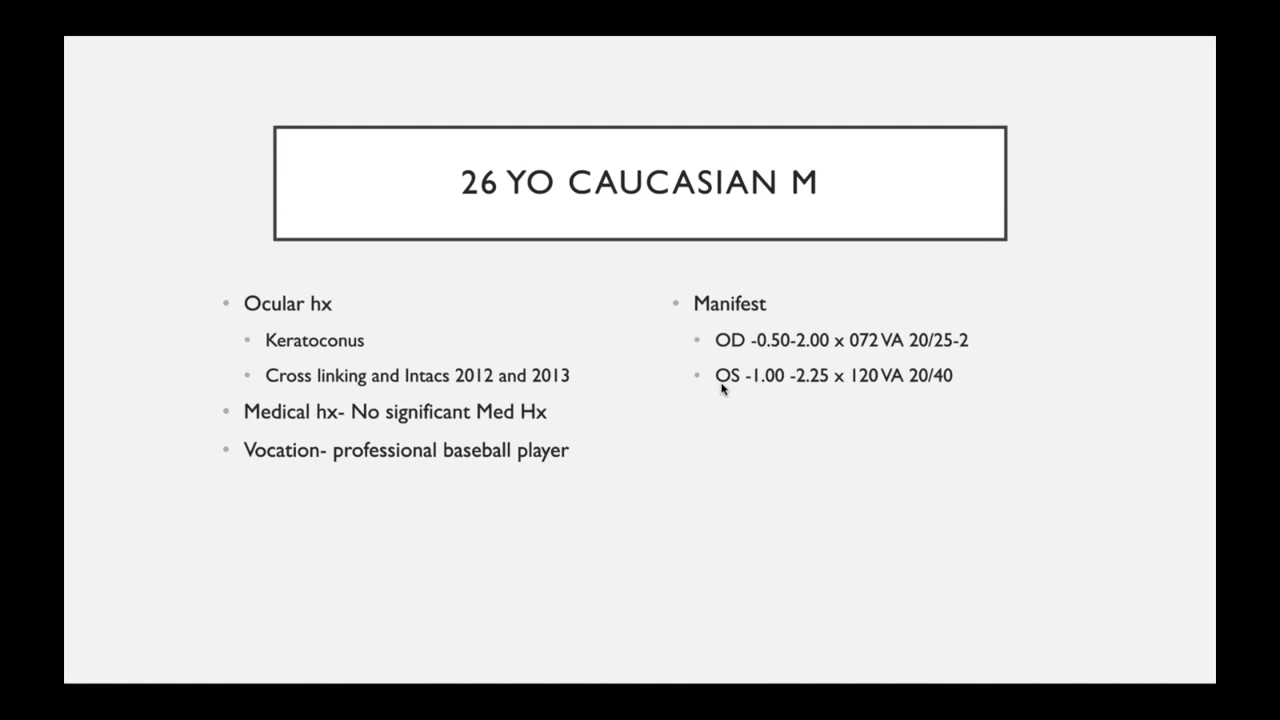 26 YO CAUCASIAN M
Ocular hx
Keratoconus
Cross linking and Intacs 2012 and 2013
Medical hx- No significant Med Hx
Vocation- professional baseball player
Manifest
OD -0.50-2.00 x 072 VA 20/25-2
OS -1.00 -2.25 x 120 VA 20/40